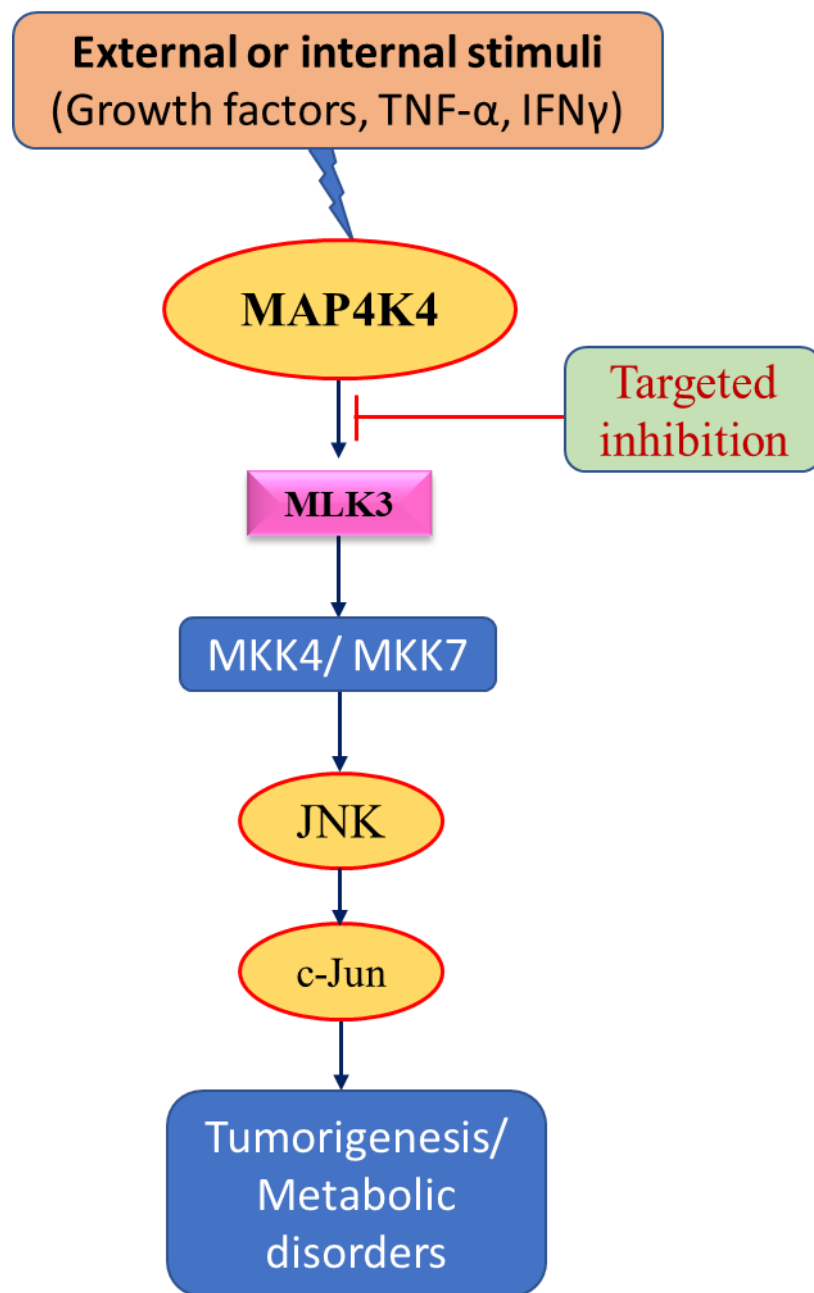 External or internal stimuli
(Growth factors, TNF-α, IFNγ)
MAP4K4
Targeted
inhibition
MLK3
MKK4/ MKK7
JNK
c-Jun
Tumorigenesis/
Metabolic
disorders